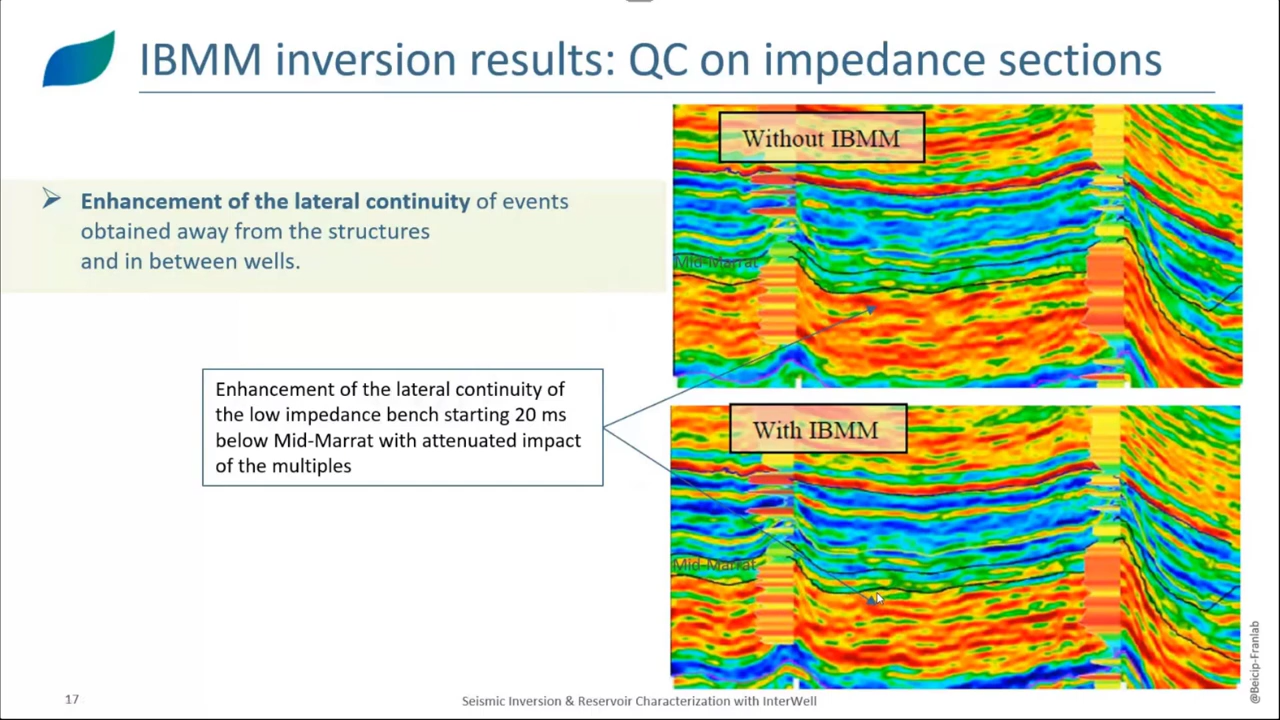 IBMM inversion results: QC on impedance sections
Enhancement of the lateral continuity of events
obtained away from the structures
and in between wells.
Enhancement of the lateral continuity of
the low impedance bench starting 20 ms
below Mid-Marrat with attenuated impact
of the multiples
Without IBMM
Mid-Marrat
With IBMM
Mid-Marrat
17
Seismic Inversion & Reservoir Characterization with InterWell
@Beicip-Franlab